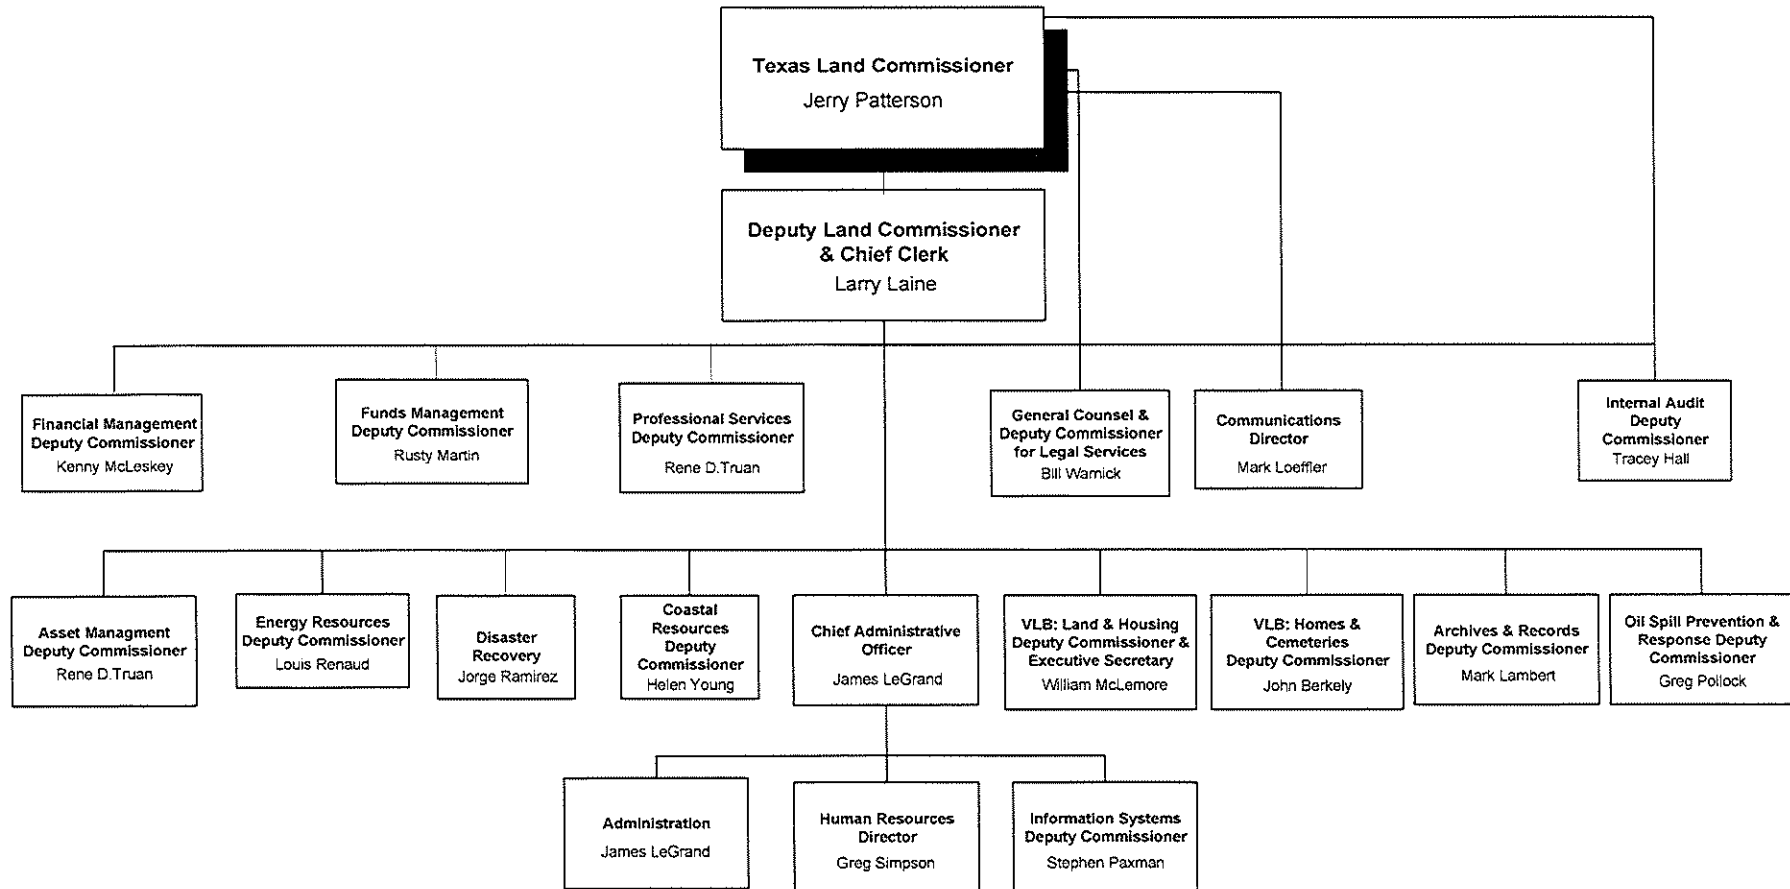 Texas Land Commissioner
Jerry Patterson
Deputy Land Commissioner
& Chief Clerk
Larry Laine
Financial Management
Deputy Commissioner
Kenny McLeskey
Funds Management
Deputy Commissioner
Rusty Martin
Professional Services
Deputy Commissioner
Rene D.Truan
General Counsel &
Deputy Commissioner
for Legal Services
Bill Warnick
Communications
Director
Mark Loeffler
Internal Audit
Deputy
Commissioner
Tracey Hall
Asset Managment
Deputy Commissioner
Rene D.Truan
Energy Resources
Deputy Commissioner
Louis Renaud
Disaster
Recovery
Jorge Ramirez
Coastal
Resources
Deputy
Commissioner
Helen Young
Chief Administrative
Officer
James LeGrand
VLB: Land & Housing
Deputy Commissioner &
Executive Secretary
William McLemore
VLB: Homes &
Cemeteries
Deputy Commissioner
John Berkely
Archives & Records
Deputy Commissioner
Mark Lambert
Oil Spill Prevention &
Response Deputy
Commissioner
Greg Pollock
Administration
James LeGrand
Human Resources
Director
Greg Simpson
Information Systems
Deputy Commissioner
Stephen Paxman